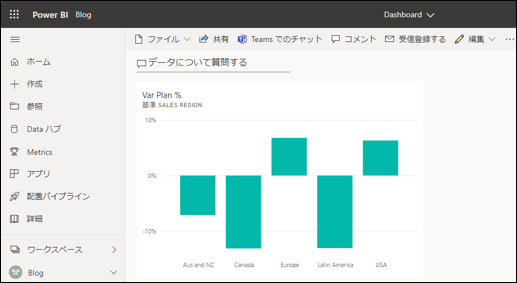 Power BI Blog Dashboard
ファイル 共有 Teams でのチャット コメント 受信登録する 編集 ...
ホーム
作成
参照
Data ハブ
Metrics
アプリ
配置パイプライン
詳細
ワークスペース
Blog
データについて質問する
Var Plan %
基準 SALES REGION
10%
0%
-10%
Aus and NZ Canada Europe Latin America USA